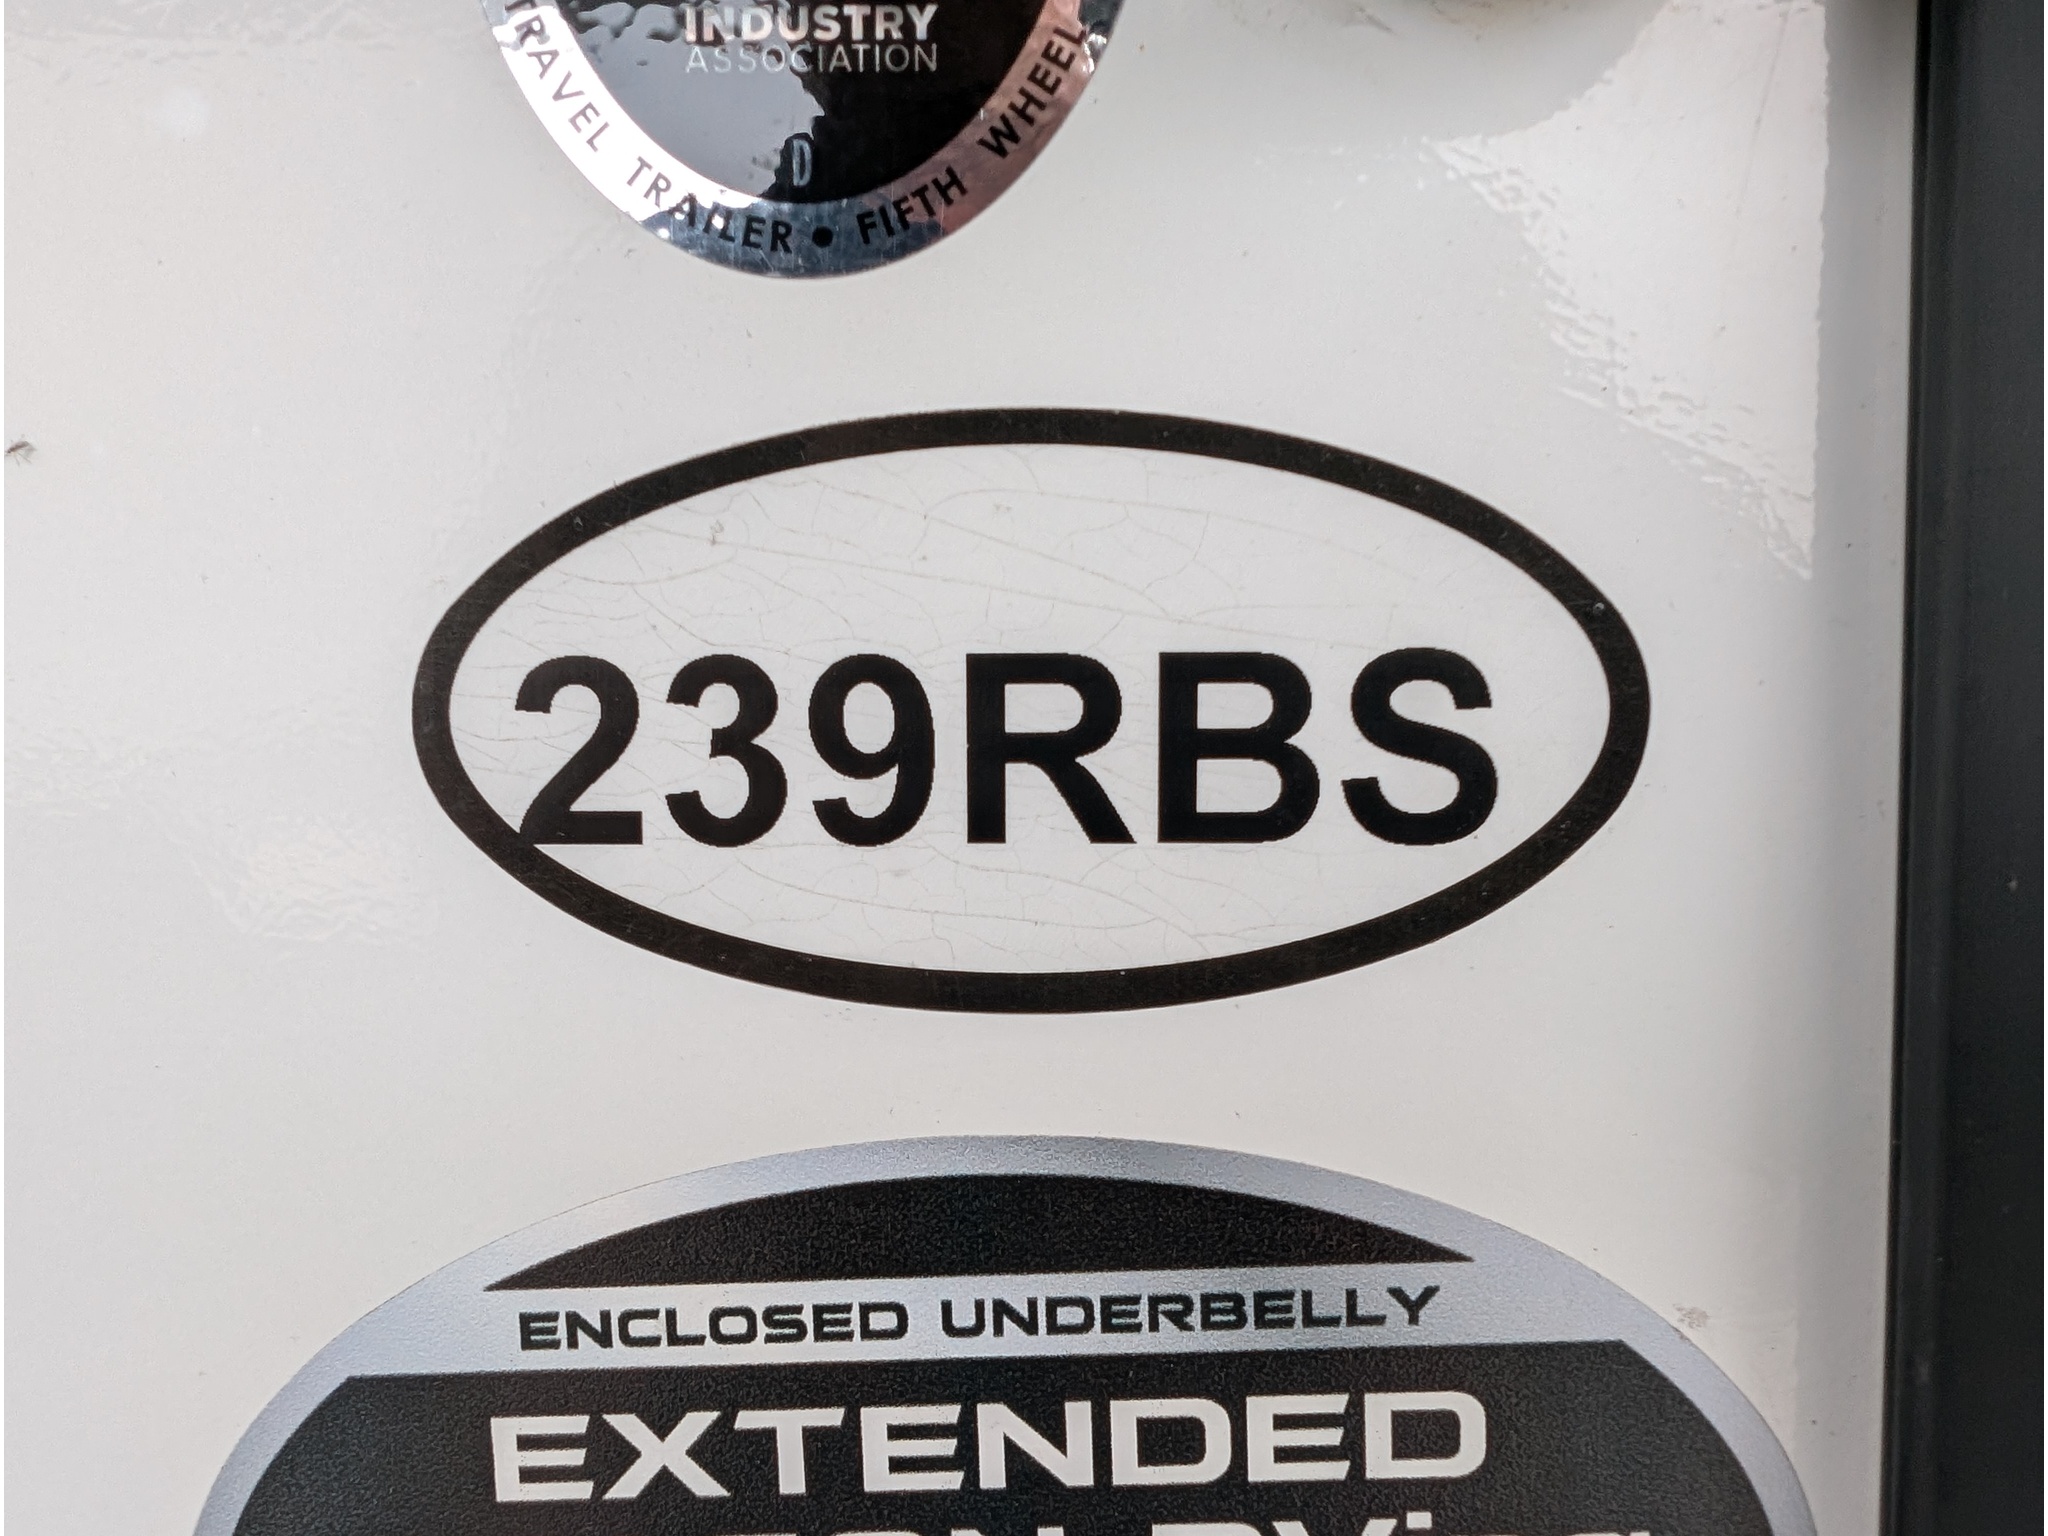 INDUSTRY
ASSOCIATION
D
TRAVEL TRAILER • FIFTH WHEEL
239RBS
ENCLOSED UNDERBELLY
EXTENDED